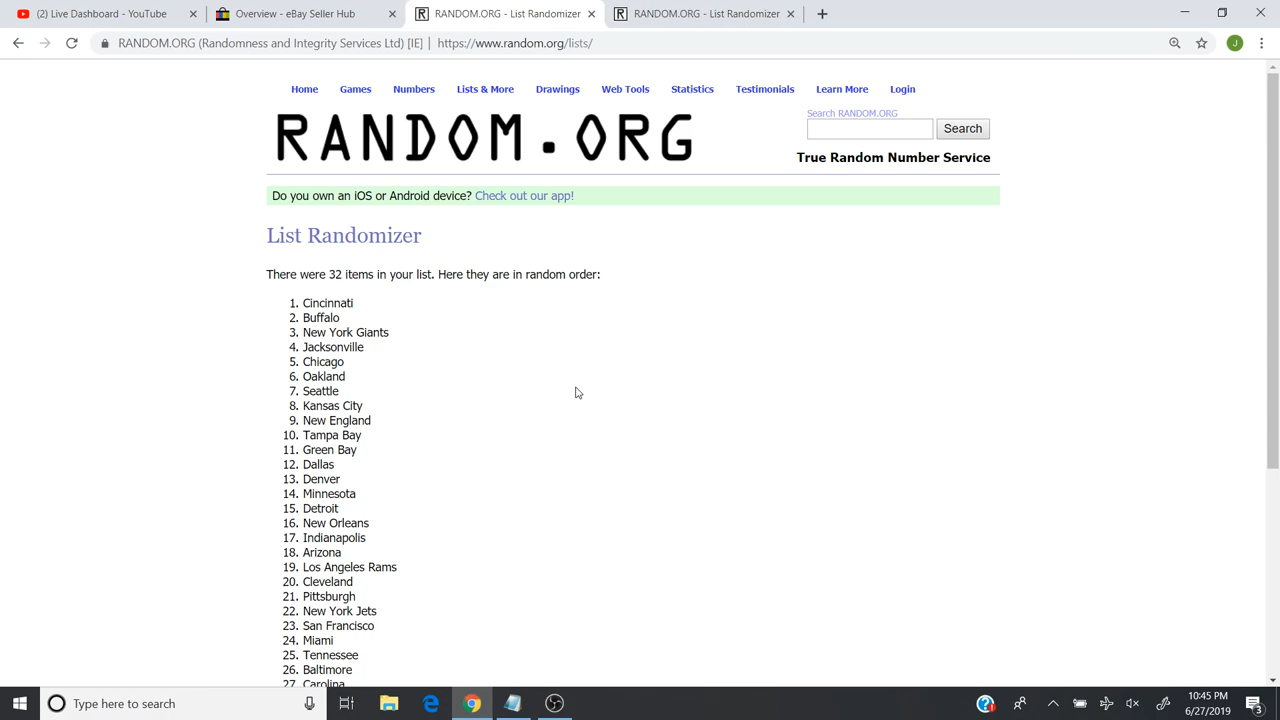 (2) Live Dashboard - YouTube
Overview - eBay Seller Hub
RANDOM.ORG - List Randomizer
RANDOM.ORG - List Randomizer
RANDOM.ORG (Randomness and Integrity Services Ltd) [IE] | https://www.random.org/lists/
J
Home Games Numbers Lists & More Drawings Web Tools Statistics Testimonials Learn More Login
RANDOM.ORG
Search RANDOM.ORG
Search
True Random Number Service
Do you own an iOS or Android device? Check out our app!
List Randomizer
There were 32 items in your list. Here they are in random order:
1. Cincinnati
2. Buffalo
3. New York Giants
4. Jacksonville
5. Chicago
6. Oakland
7. Seattle
8. Kansas City
9. New England
10. Tampa Bay
11. Green Bay
12. Dallas
13. Denver
14. Minnesota
15. Detroit
16. New Orleans
17. Indianapolis
18. Arizona
19. Los Angeles Rams
20. Cleveland
21. Pittsburgh
22. New York Jets
23. San Francisco
24. Miami
25. Tennessee
26. Baltimore
27. Carolina
Type here to search
10:45 PM
6/27/2019
3